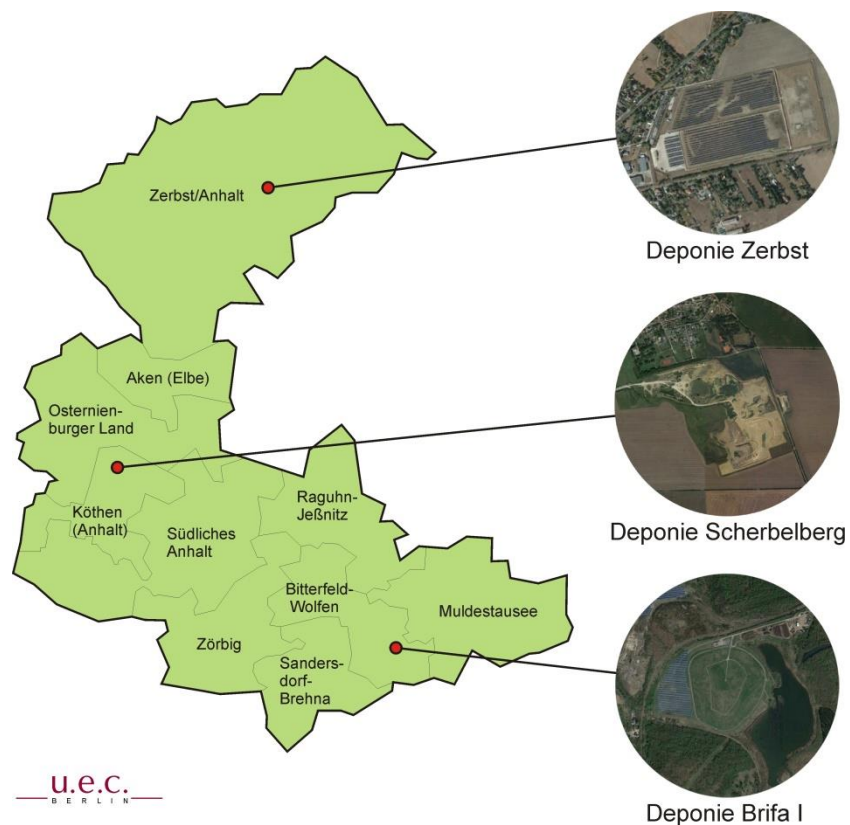 Zerbst/Anhalt
Deponie Zerbst
Aken (Elbe)
Osternien-
burger Land
Köthen
(Anhalt)
Südliches
Anhalt
Raguhn-
Jeßnitz
Deponie Scherbelberg
Bitterfeld-
Wolfen
Muldestausee
Zörbig
Sanders-
dorf-
Brehna
u.e.c.
BERLIN
Deponie Brifa I